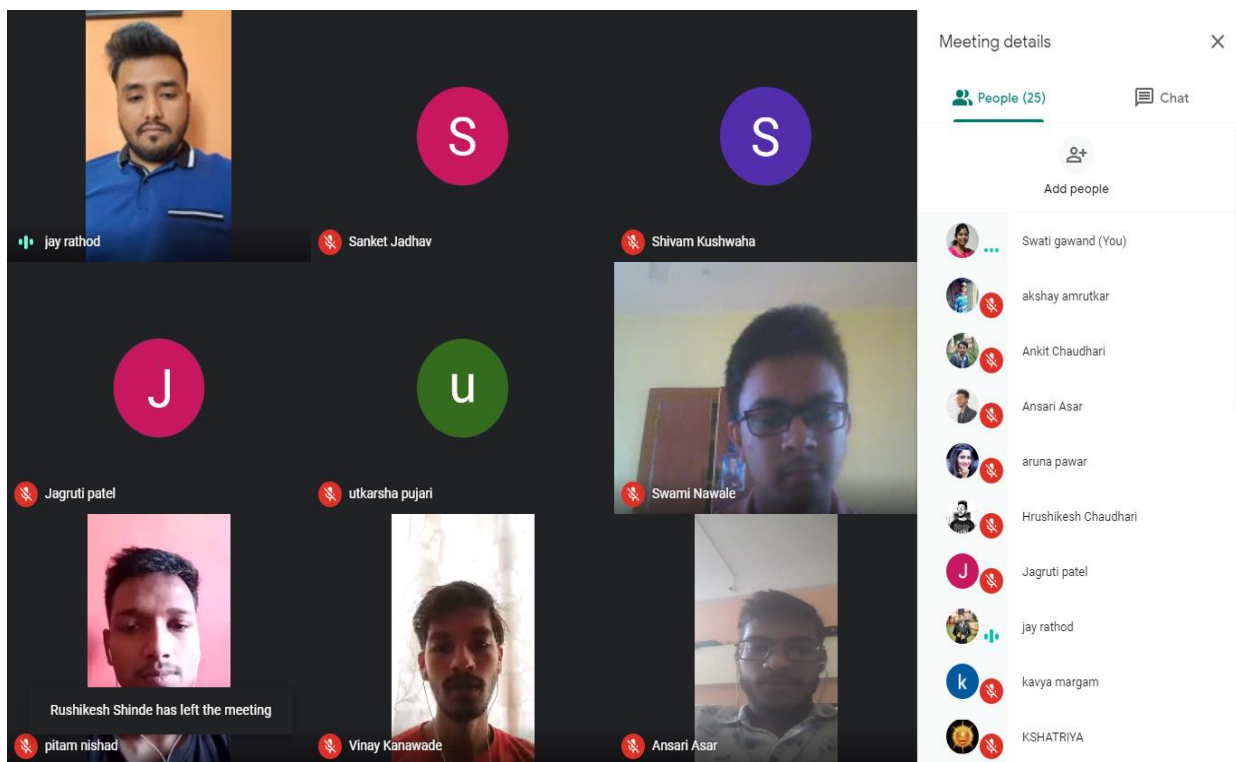 S
S
jay rathod
Sanket Jadhav
Shivam Kushwaha
J
u
Jagruti patel
utkarsha pujari
Swami Nawale
Rushikesh Shinde has left the meeting
pitam nishad
Vinay Kanawade
Ansari Asar
Meeting details
People (25)
Chat
Add people
Swati gawand (You)
akshay amrutkar
Ankit Chaudhari
Ansari Asar
aruna pawar
Hrushikesh Chaudhari
J
Jagruti patel
jay rathod
k
kavya margam
KSHATRIYA